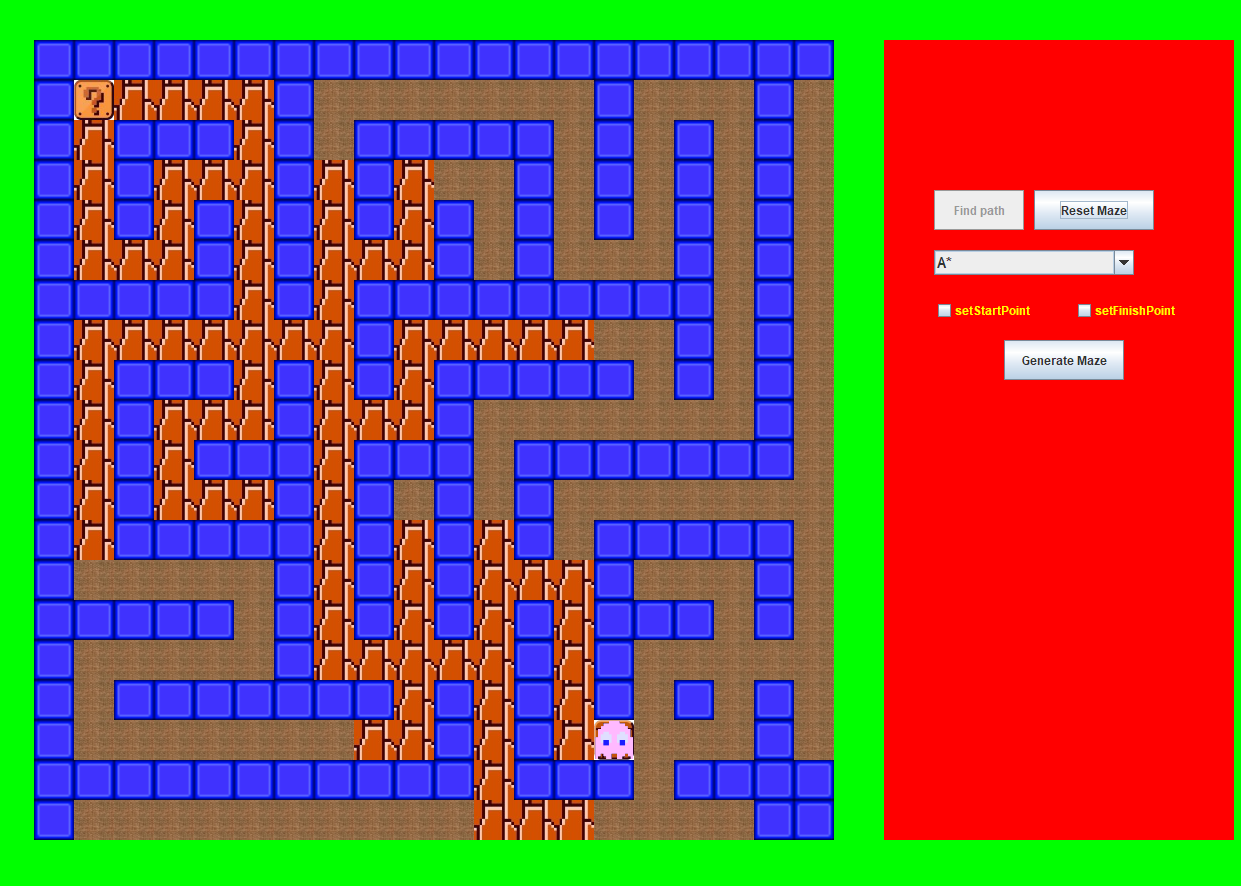 ?
Find path
Reset Maze
A*
setStartPoint
setFinishPoint
Generate Maze